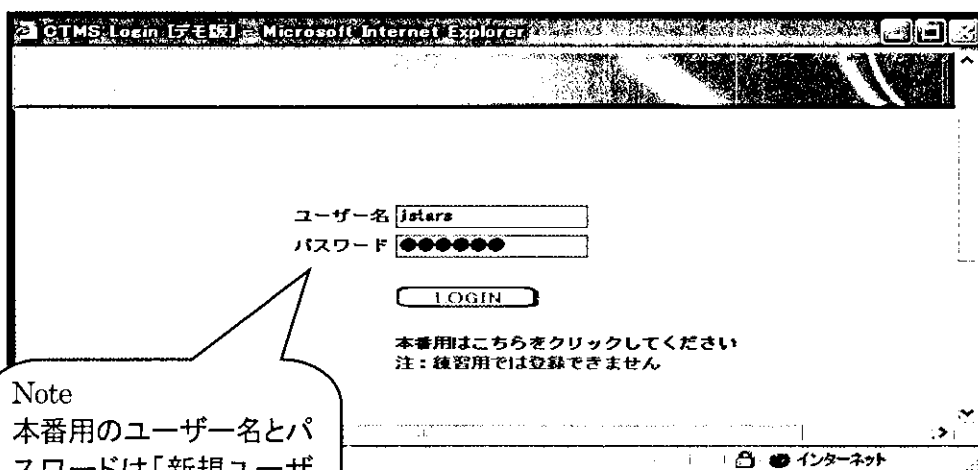 CTMS Login [デモ版] - Microsoft Internet Explorer
ユーザー名 jstars
パスワード ●●●●●●
LOGIN
本番用はこちらをクリックしてください
注：練習用では登録できません
Note
本番用のユーザー名とパ
スワードは「新規ユーザ
インターネット